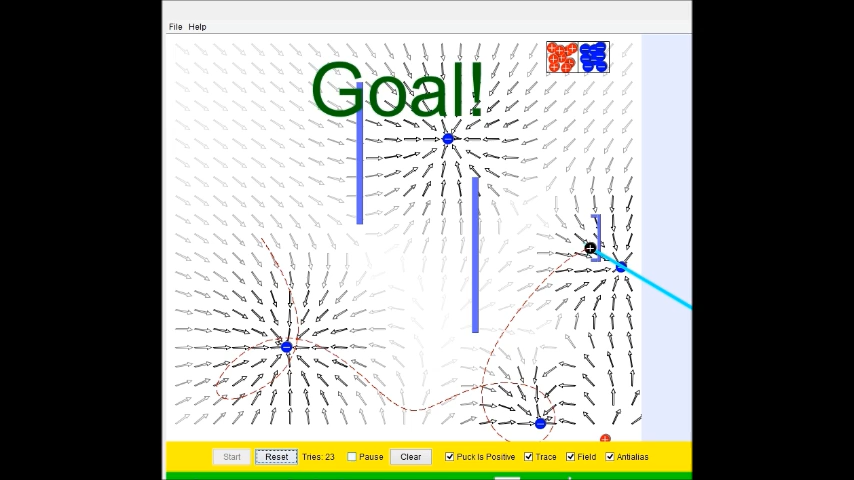 File Help
Goal!
Start Reset Tries: 23 Pause Clear Puck Is Positive Trace Field Antialias